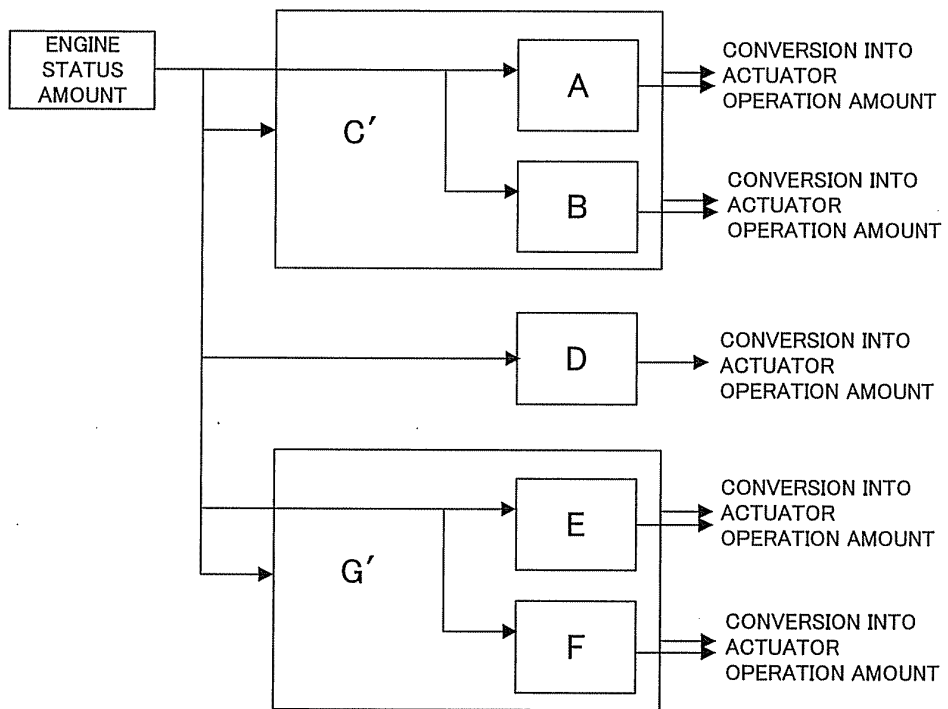 ENGINE
STATUS
AMOUNT
A
CONVERSION INTO
ACTUATOR
OPERATION AMOUNT
C′
B
CONVERSION INTO
ACTUATOR
OPERATION AMOUNT
D
CONVERSION INTO
ACTUATOR
OPERATION AMOUNT
E
CONVERSION INTO
ACTUATOR
OPERATION AMOUNT
G′
F
CONVERSION INTO
ACTUATOR
OPERATION AMOUNT